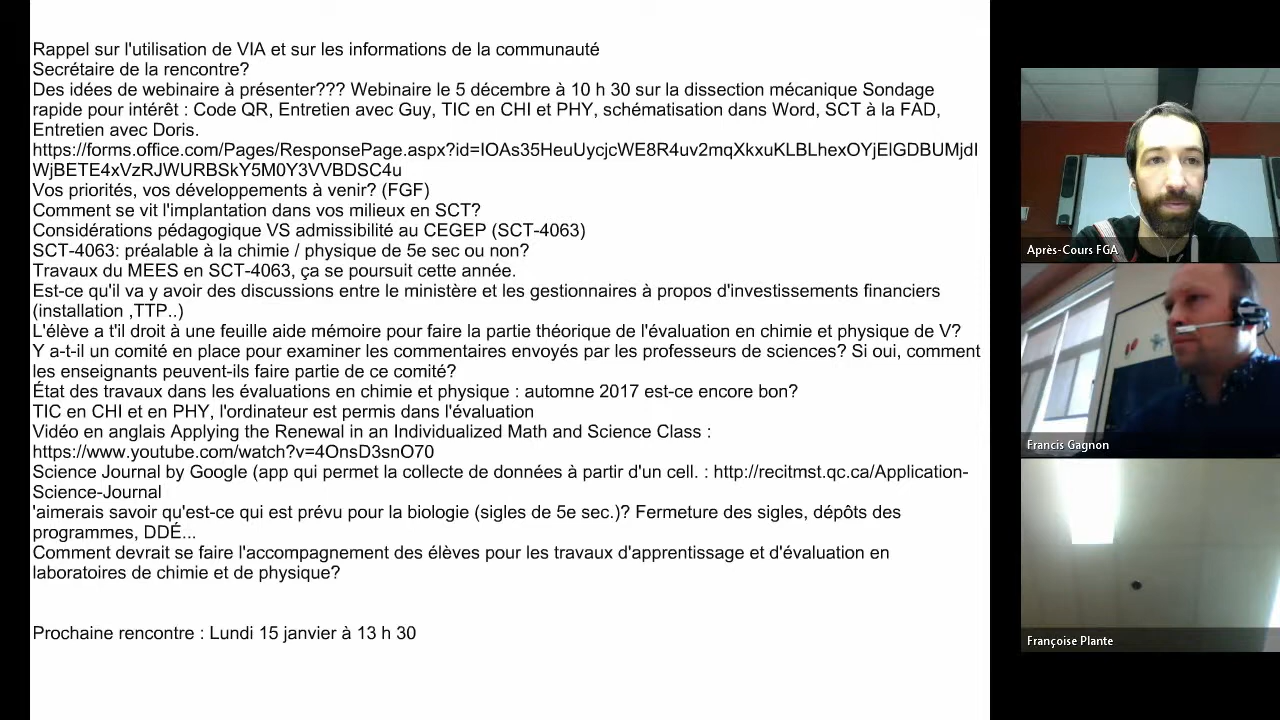 Rappel sur l'utilisation de VIA et sur les informations de la communauté
Secrétaire de la rencontre?
Des idées de webinaire à présenter??? Webinaire le 5 décembre à 10 h 30 sur la dissection mécanique Sondage
rapide pour intérêt : Code QR, Entretien avec Guy, TIC en CHI et PHY, schématisation dans Word, SCT à la FAD,
Entretien avec Doris.
https://forms.office.com/Pages/ResponsePage.aspx?id=IOAs35HeuUycjcWE8R4uv2mqXkxuKLBLhexOYjElGDBUMjdI
WjBETE4xVzRJWURBSkY5M0Y3VVBDSC4u
Vos priorités, vos développements à venir? (FGF)
Comment se vit l'implantation dans vos milieux en SCT?
Considérations pédagogique VS admissibilité au CEGEP (SCT-4063)
SCT-4063: préalable à la chimie / physique de 5e sec ou non?
Travaux du MEES en SCT-4063, ça se poursuit cette année.
Est-ce qu'il va y avoir des discussions entre le ministère et les gestionnaires à propos d'investissements financiers
(installation ,TTP..)
L'élève a t'il droit à une feuille aide mémoire pour faire la partie théorique de l'évaluation en chimie et physique de V?
Y a-t-il un comité en place pour examiner les commentaires envoyés par les professeurs de sciences? Si oui, comment
les enseignants peuvent-ils faire partie de ce comité?
État des travaux dans les évaluations en chimie et physique : automne 2017 est-ce encore bon?
TIC en CHI et en PHY, l'ordinateur est permis dans l'évaluation
Vidéo en anglais Applying the Renewal in an Individualized Math and Science Class :
https://www.youtube.com/watch?v=4OnsD3snO70
Science Journal by Google (app qui permet la collecte de données à partir d'un cell. : http://recitmst.qc.ca/Application-
Science-Journal
'aimerais savoir qu'est-ce qui est prévu pour la biologie (sigles de 5e sec.)? Fermeture des sigles, dépôts des
programmes, DDÉ...
Comment devrait se faire l'accompagnement des élèves pour les travaux d'apprentissage et d'évaluation en
laboratoires de chimie et de physique?
Prochaine rencontre : Lundi 15 janvier à 13 h 30
Après-Cours FGA
Francis Gagnon
Françoise Plante